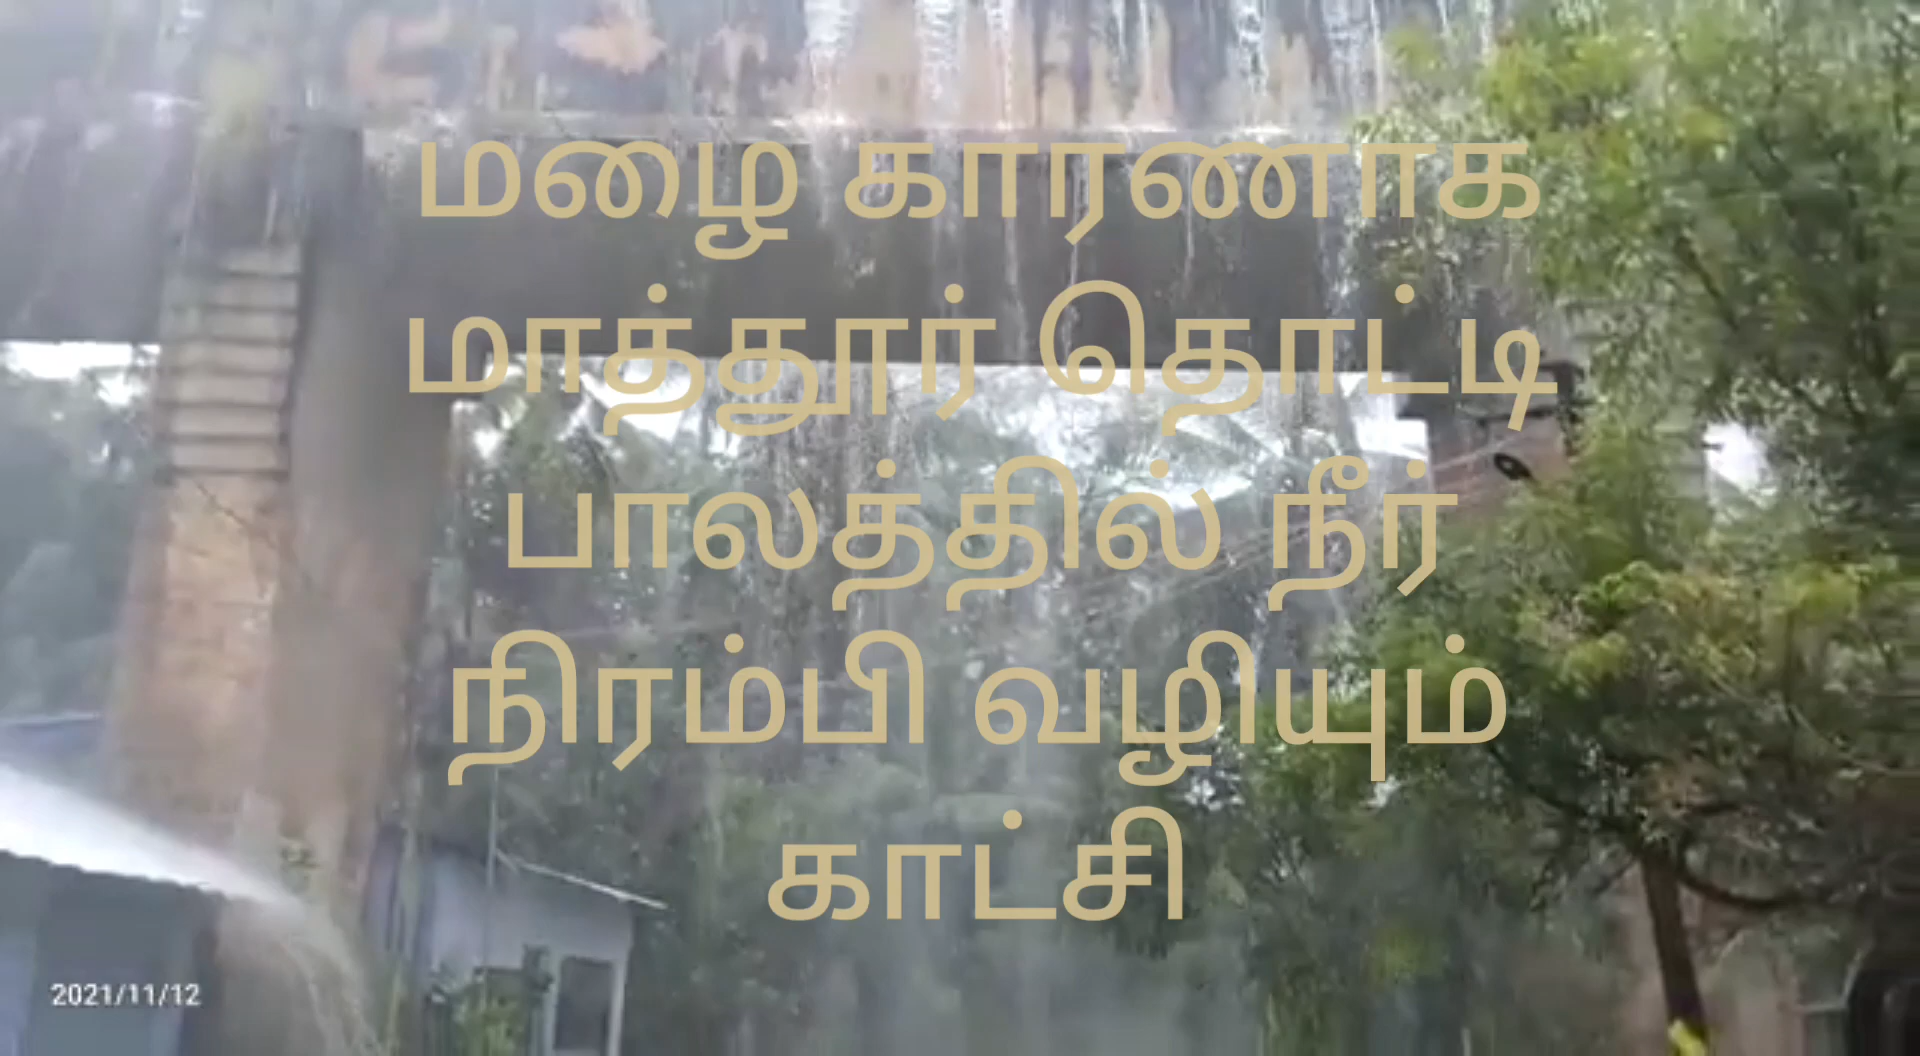 மழை காரணாக
மாத்தூர் தொட்டி
பாலத்தில் நீர்
நிரம்பி வழியும்
காட்சி
2021/11/12